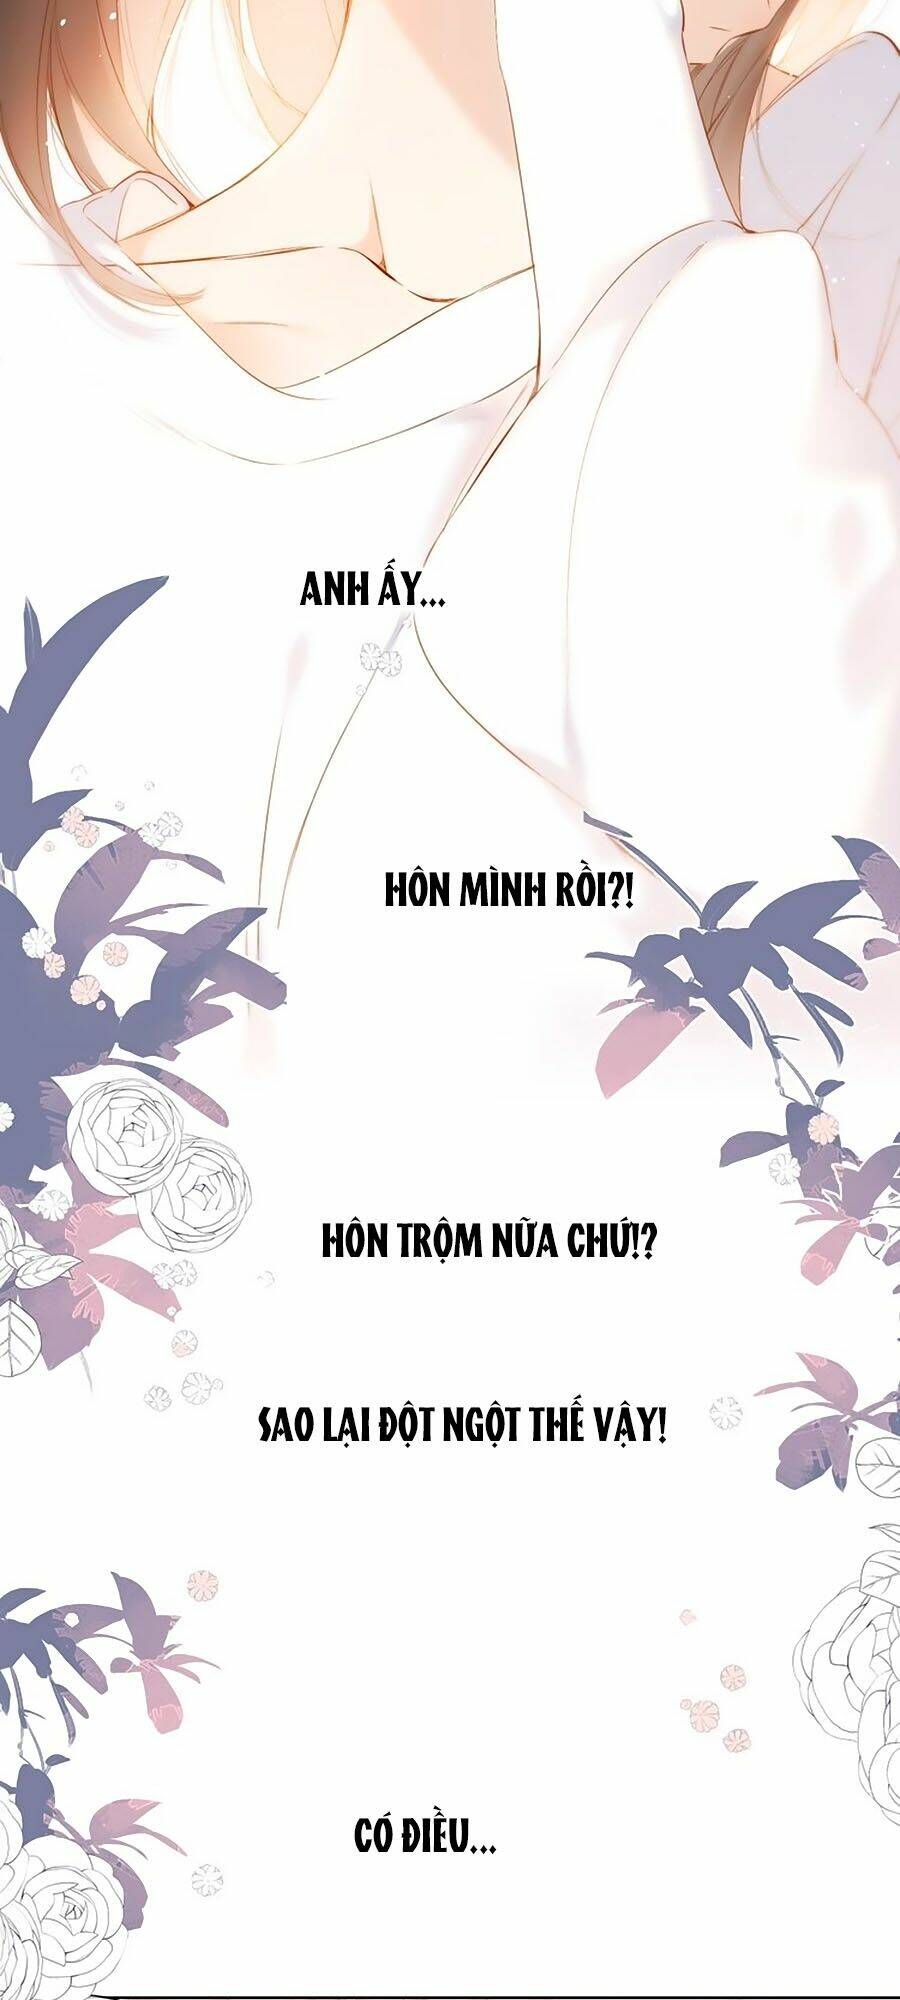 ANH ẤY...
HÔN MÌNH RỒI?!
HÔN TRỘM NỮA CHỨ!?
SAO LẠI ĐỘT NGỘT THẾ VẬY!
CÓ ĐIỀU...